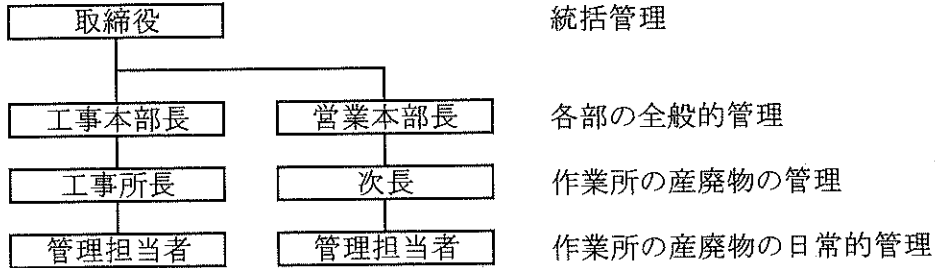 取締役 統括管理
工事本部長 営業本部長 各部の全般的管理
工事所長 次長 作業所の産廃物の管理
管理担当者 管理担当者 作業所の産廃物の日常的管理